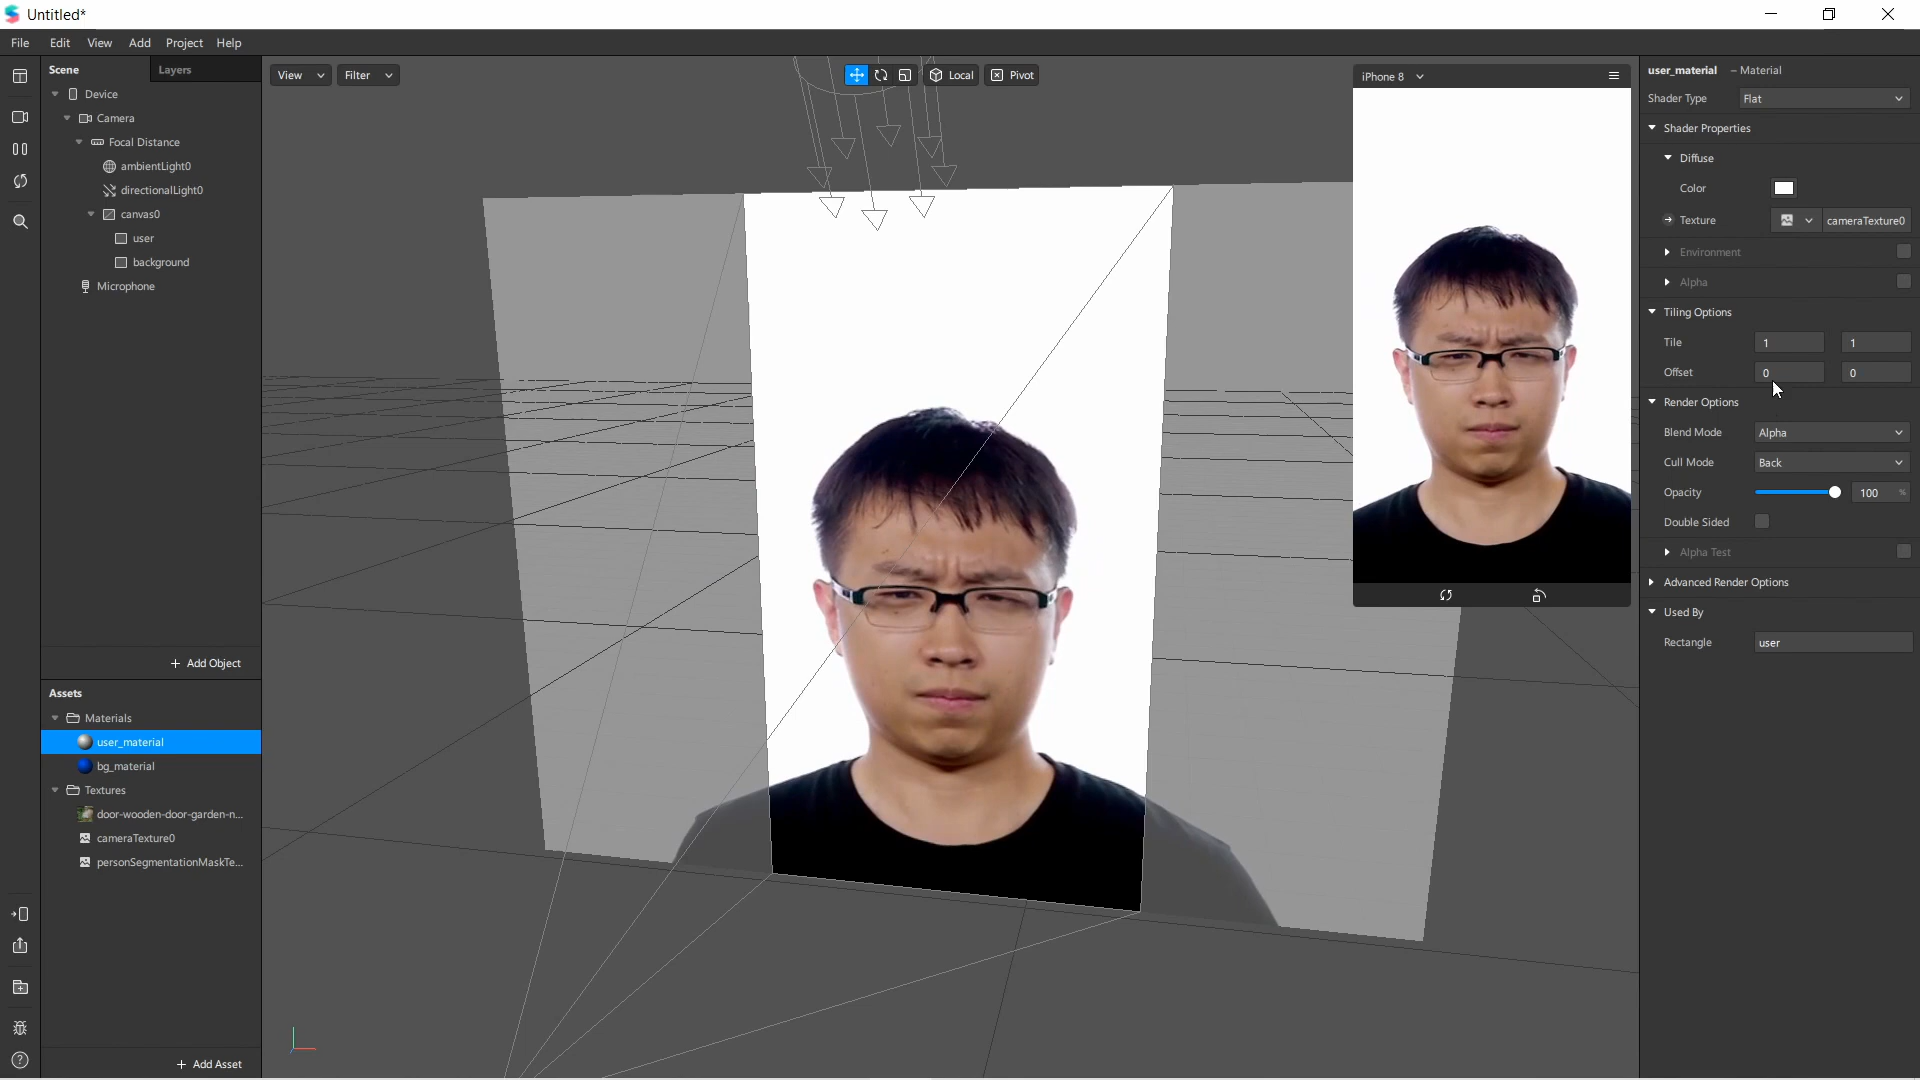 Untitled*
File Edit View Add Project Help
Scene Layers
Device
Camera
Focal Distance
ambientLight0
directionalLight0
canvas0
user
background
Microphone
+ Add Object
Assets
Materials
user_material
bg_material
Textures
door-wooden-door-garden-n...
cameraTexture0
personSegmentationMaskTe...
+ Add Asset
View Filter Local Pivot
iPhone 8
user_material – Material
Shader Type Flat
Shader Properties
Diffuse
Color
Texture cameraTexture0
Environment
Alpha
Tiling Options
Tile 1 1
Offset 0 0
Render Options
Blend Mode Alpha
Cull Mode Back
Opacity 100 %
Double Sided
Alpha Test
Advanced Render Options
Used By
Rectangle user